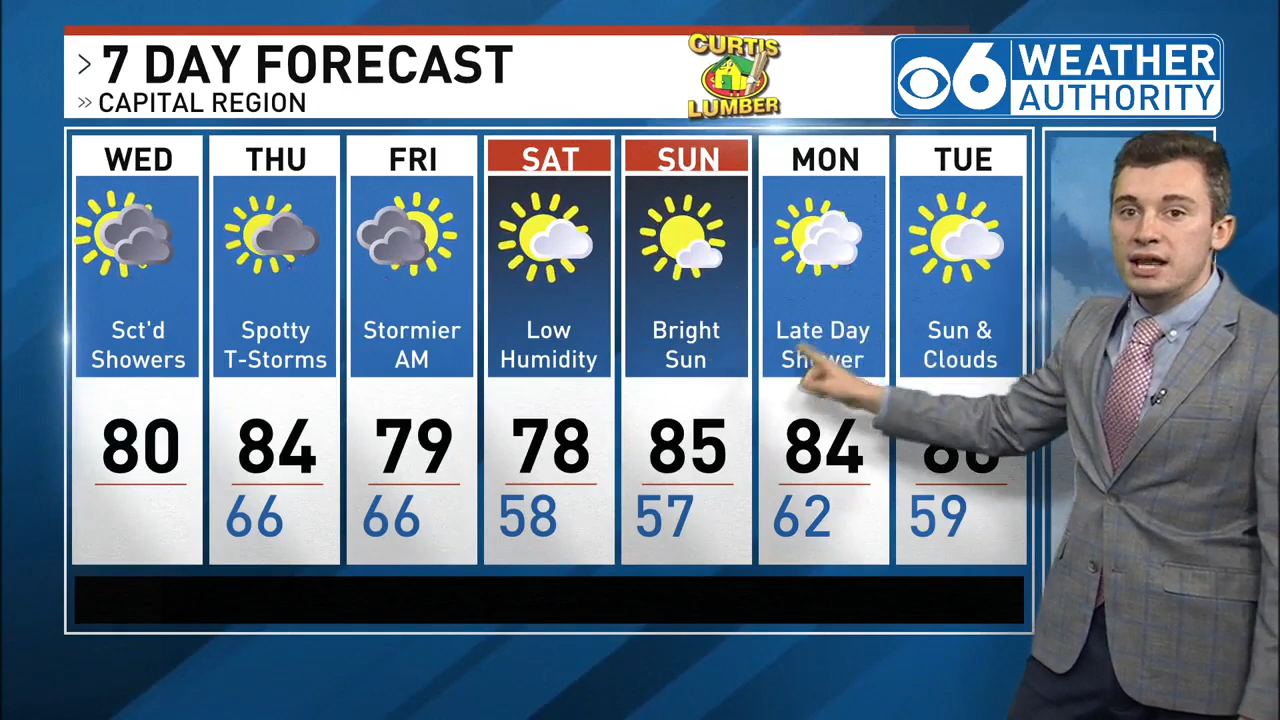 7 DAY FORECAST
CAPITAL REGION
CURTIS
LUMBER
6 WEATHER
AUTHORITY
WED THU FRI SAT SUN MON TUE
Sct'd Spotty Stormier Low Bright Late Day Sun &
Showers T-Storms AM Humidity Sun Shower Clouds
80 84 79 78 85 84
66 66 58 57 62 59